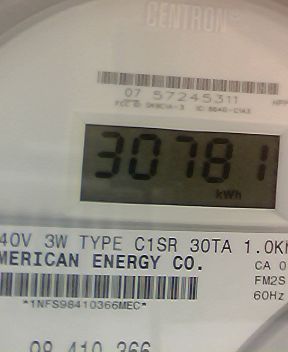 CENTRON®
07 57245311
30781
kWh
40V 3W TYPE C1SR 30TA 1.0Kh
MERICAN ENERGY CO. CA 0
FM2S
*1NFS98410366MEC* 60Hz
98 410 366